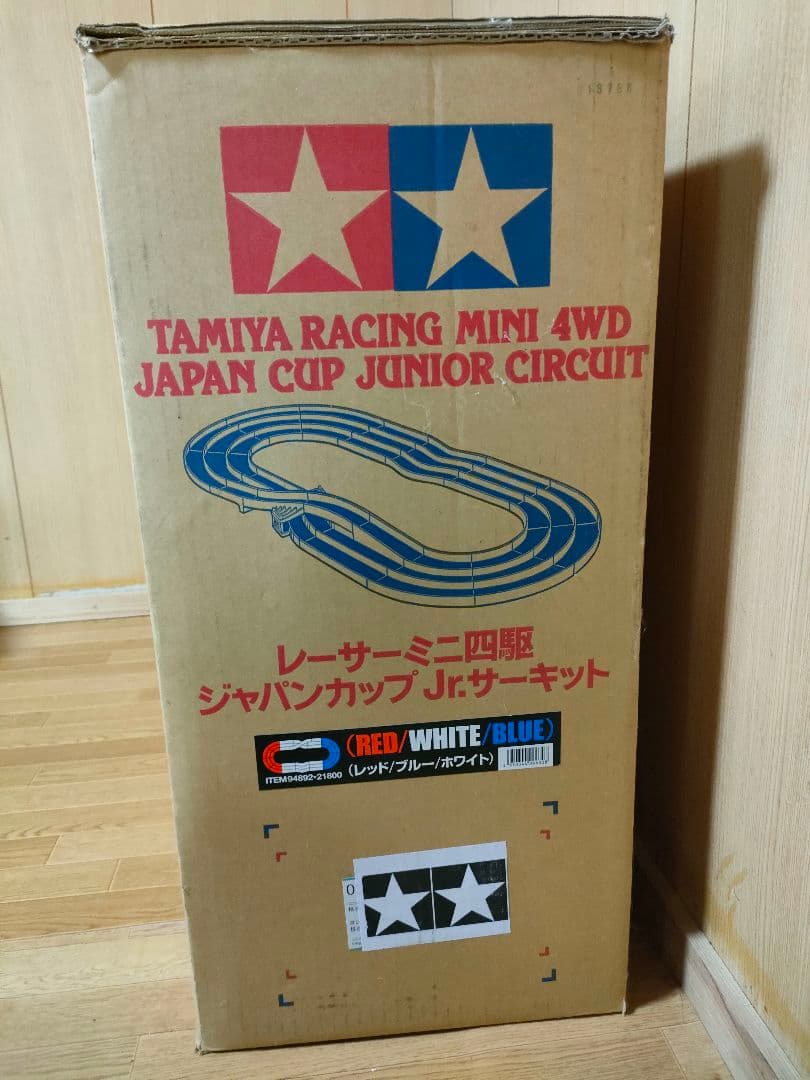 TAMIYA RACING MINI 4WD
JAPAN CUP JUNIOR CIRCUIT
レーサーミニ四駆
ジャパンカップ Jr.サーキット
(RED/WHITE/BLUE)
ITEM94892•21800
(レッド/ブルー/ホワイト)
0